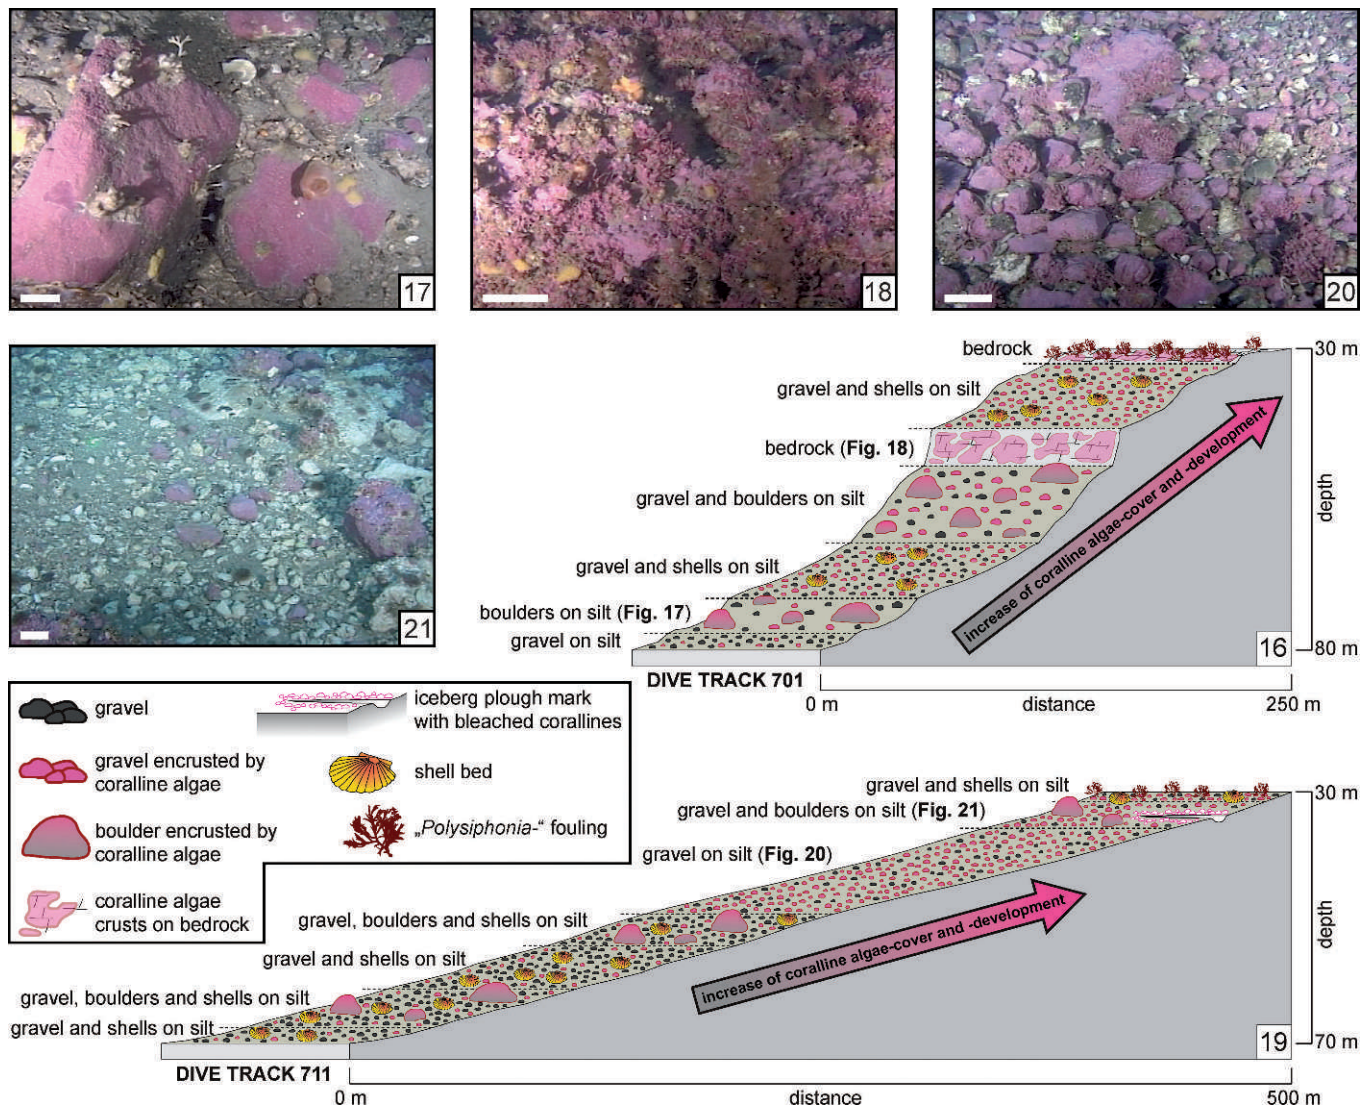 17
18
20
21
bedrock
gravel and shells on silt
bedrock (Fig. 18)
gravel and boulders on silt
gravel and shells on silt
boulders on silt (Fig. 17)
gravel on silt
increase of coralline algae-cover and -development
30 m
depth
80 m
16
DIVE TRACK 701
0 m
distance
250 m
gravel
gravel encrusted by
coralline algae
boulder encrusted by
coralline algae
coralline algae
crusts on bedrock
iceberg plough mark
with bleached corallines
shell bed
„Polysiphonia-“ fouling
gravel and shells on silt
gravel and boulders on silt (Fig. 21)
gravel on silt (Fig. 20)
gravel, boulders and shells on silt
gravel and shells on silt
gravel, boulders and shells on silt
gravel and shells on silt
increase of coralline algae-cover and -development
30 m
depth
70 m
19
DIVE TRACK 711
0 m
distance
500 m